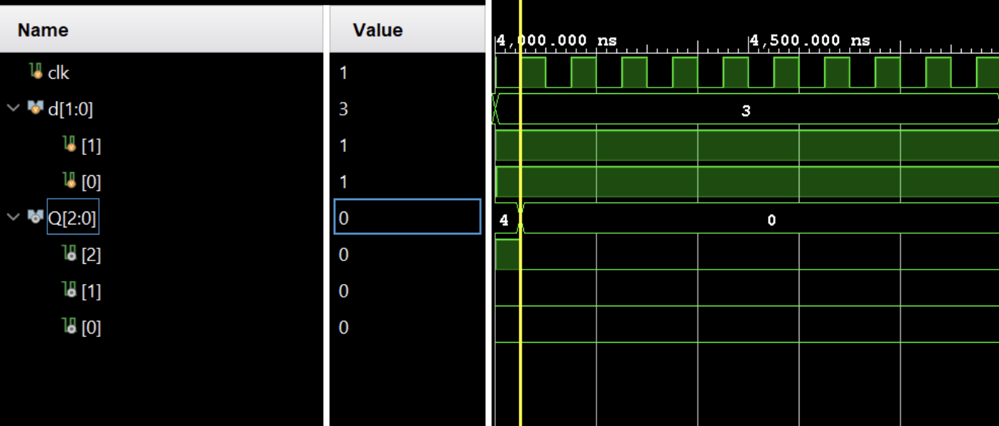 Name Value
4,000.000 ns 4,500.000 ns
clk 1
d[1:0] 3 3
[1] 1
[0] 1
Q[2:0] 0 4 0
[2] 0
[1] 0
[0] 0